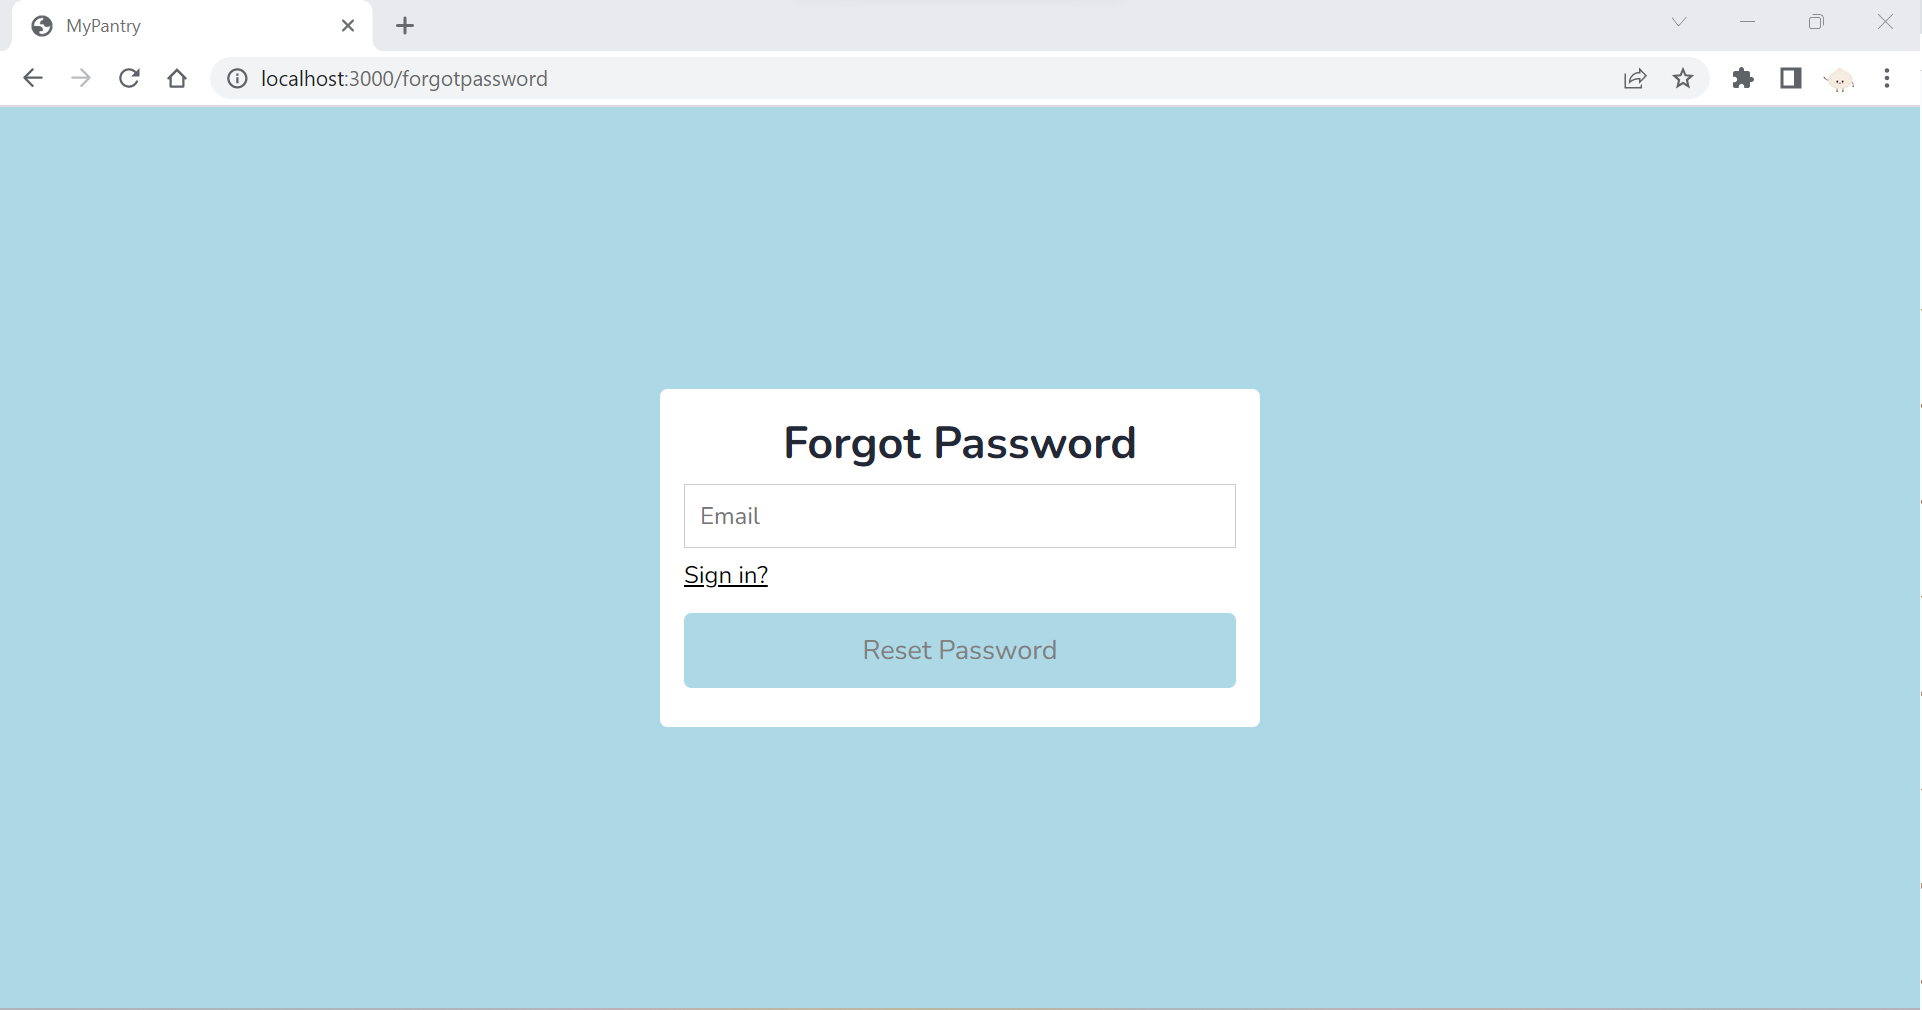 MyPantry
localhost:3000/forgotpassword
Forgot Password
Email
Sign in?
Reset Password